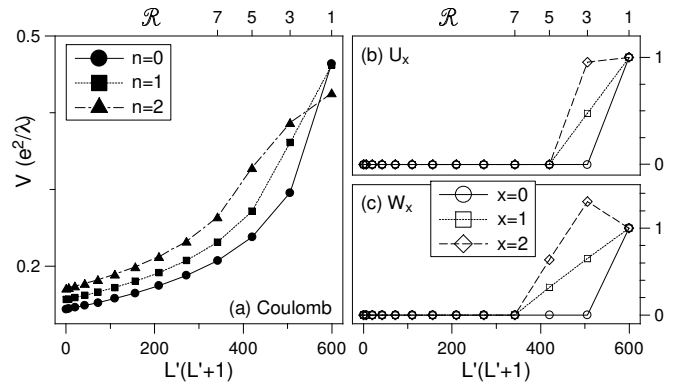 ℛ 7 5 3 1
0.5
n=0
n=1
n=2
V (e²/λ)
0.2
(a) Coulomb
0 200 400 600
L'(L'+1)
ℛ 7 5 3 1
(b) Uₓ
1
0
(c) Wₓ
x=0
x=1
x=2
1
0
0 200 400 600
L'(L'+1)